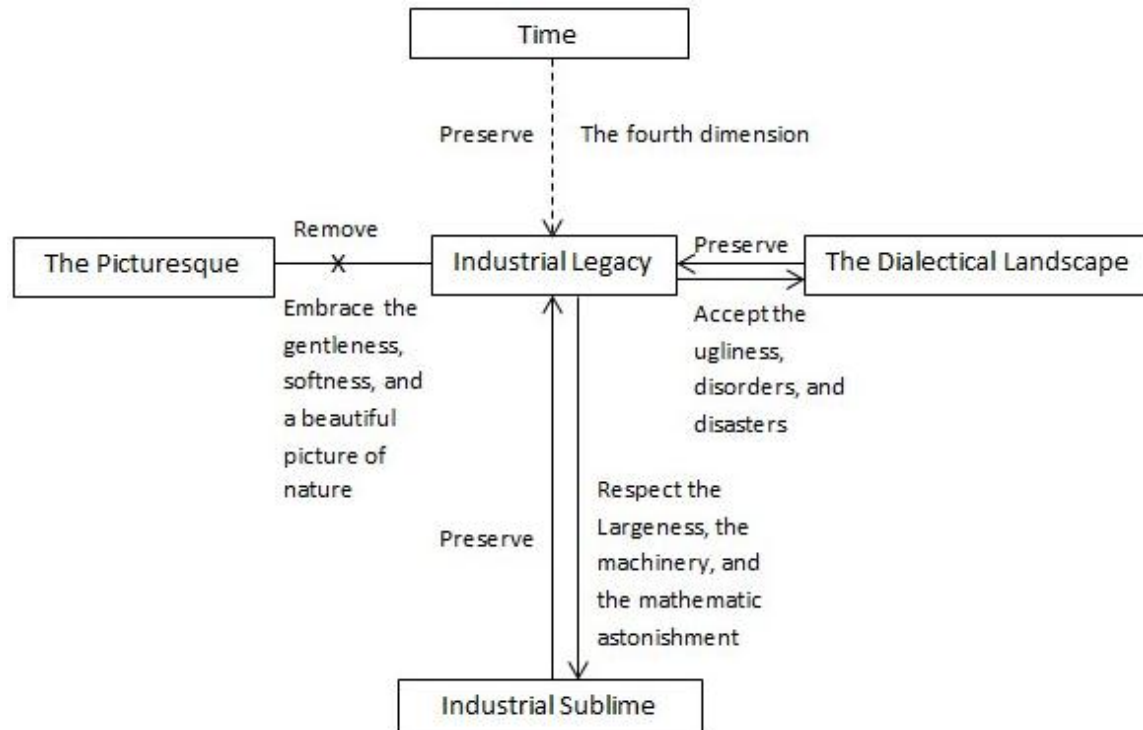 Time
Preserve
The fourth dimension
Remove
The Picturesque
X
Industrial Legacy
Preserve
The Dialectical Landscape
Embrace the
gentleness,
softness, and
a beautiful
picture of
nature
Accept the
ugliness,
disorders, and
disasters
Preserve
Respect the
Largeness, the
machinery, and
the mathematic
astonishment
Industrial Sublime